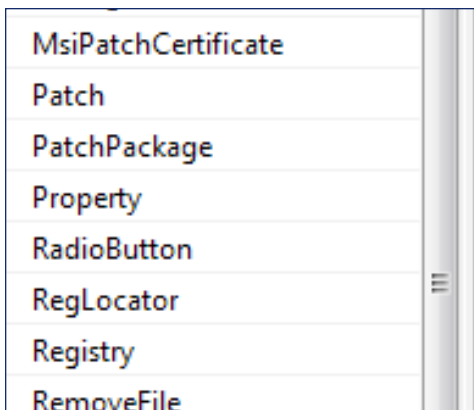 MsiPatchCertificate
Patch
PatchPackage
Property
RadioButton
RegLocator
Registry
RemoveFile